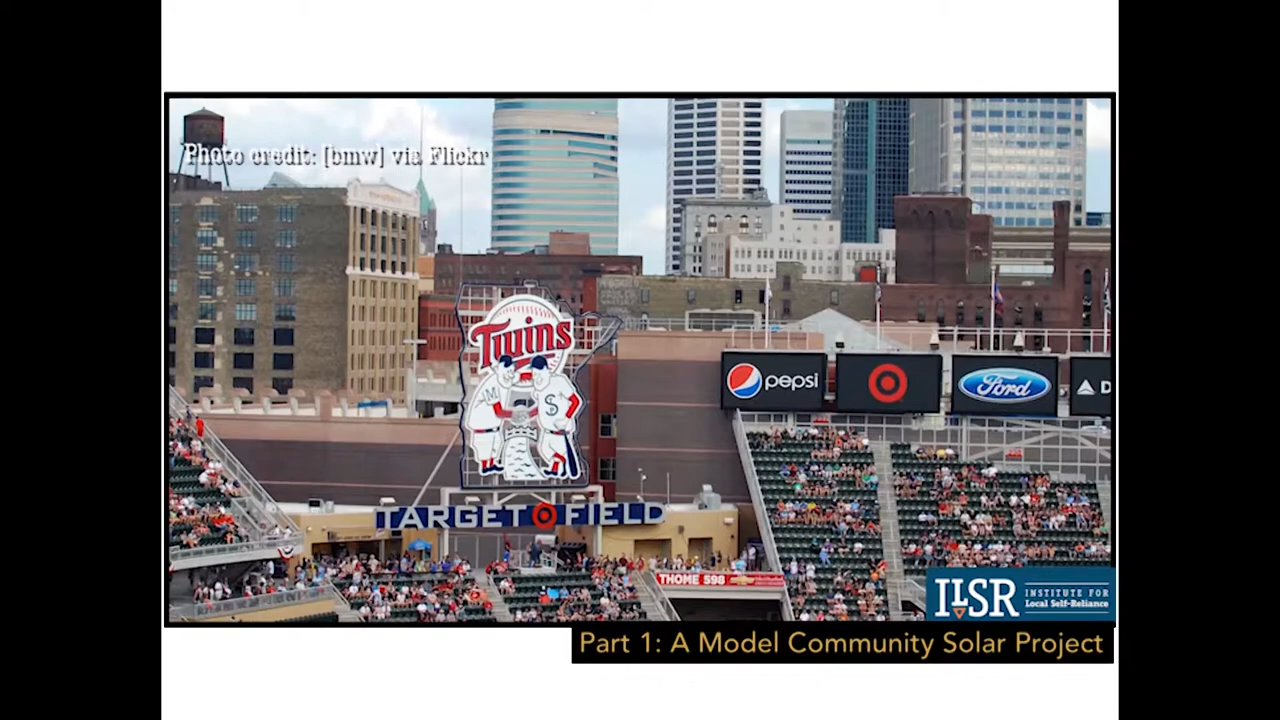 Photo credit: [bmw] via Flickr
Twins
M
S
pepsi
Ford
D
TARGET FIELD
THOME 598
ILSR
INSTITUTE FOR
Local Self-Reliance
Part 1: A Model Community Solar Project